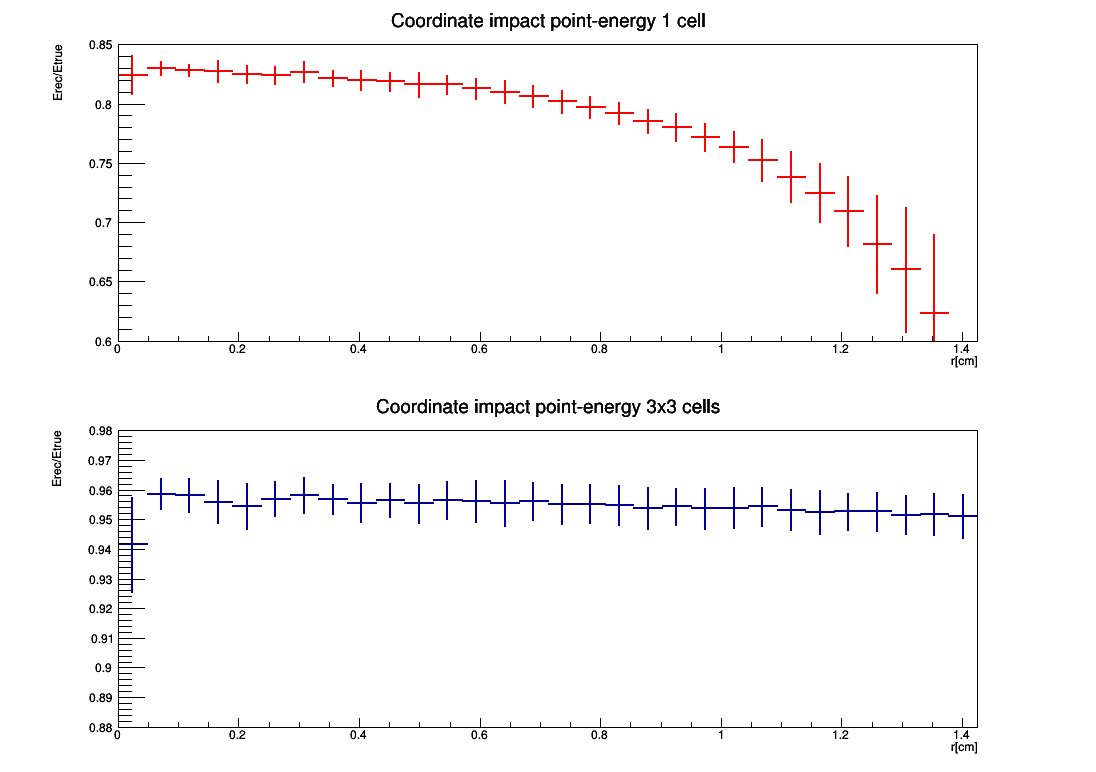 Coordinate impact point-energy 1 cell
Erec/Etrue
0.85
0.8
0.75
0.7
0.65
0.6
0 0.2 0.4 0.6 0.8 1 1.2 1.4
r[cm]
Coordinate impact point-energy 3x3 cells
Erec/Etrue
0.98
0.97
0.96
0.95
0.94
0.93
0.92
0.91
0.9
0.89
0.88
0 0.2 0.4 0.6 0.8 1 1.2 1.4
r[cm]